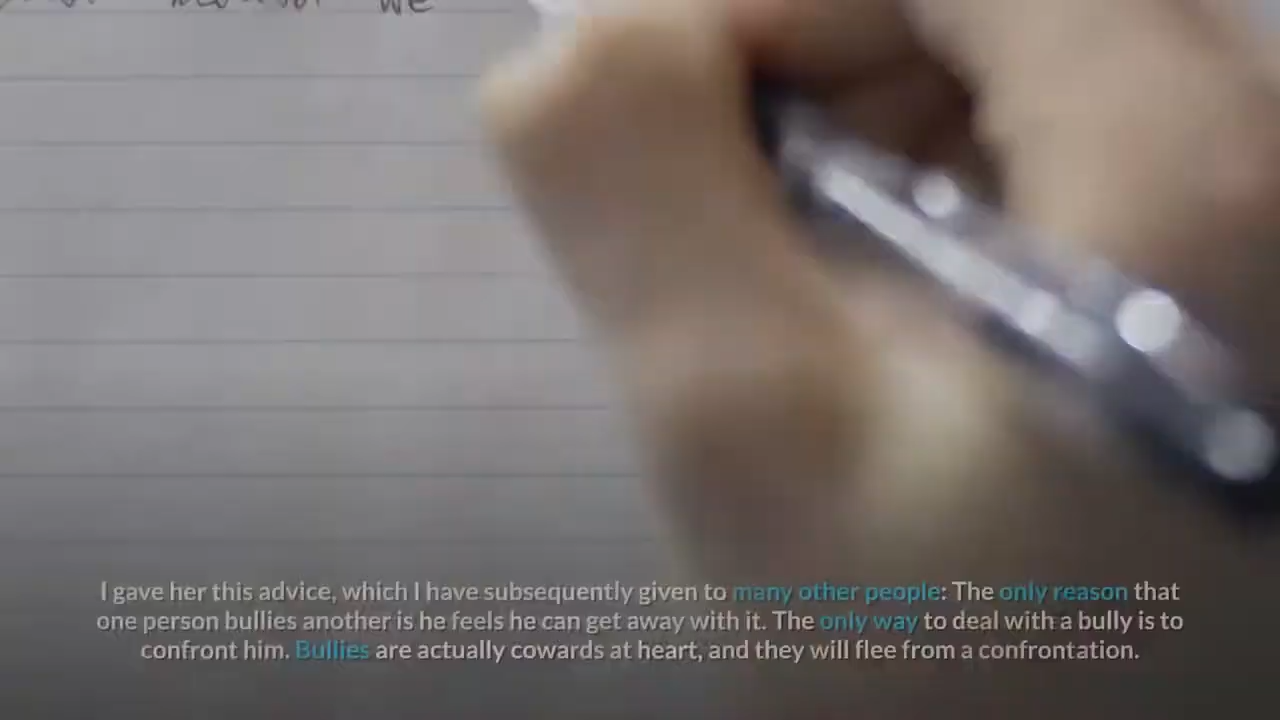 we
I gave her this advice, which I have subsequently given to many other people: The only reason that
one person bullies another is he feels he can get away with it. The only way to deal with a bully is to
confront him. Bullies are actually cowards at heart, and they will flee from a confrontation.